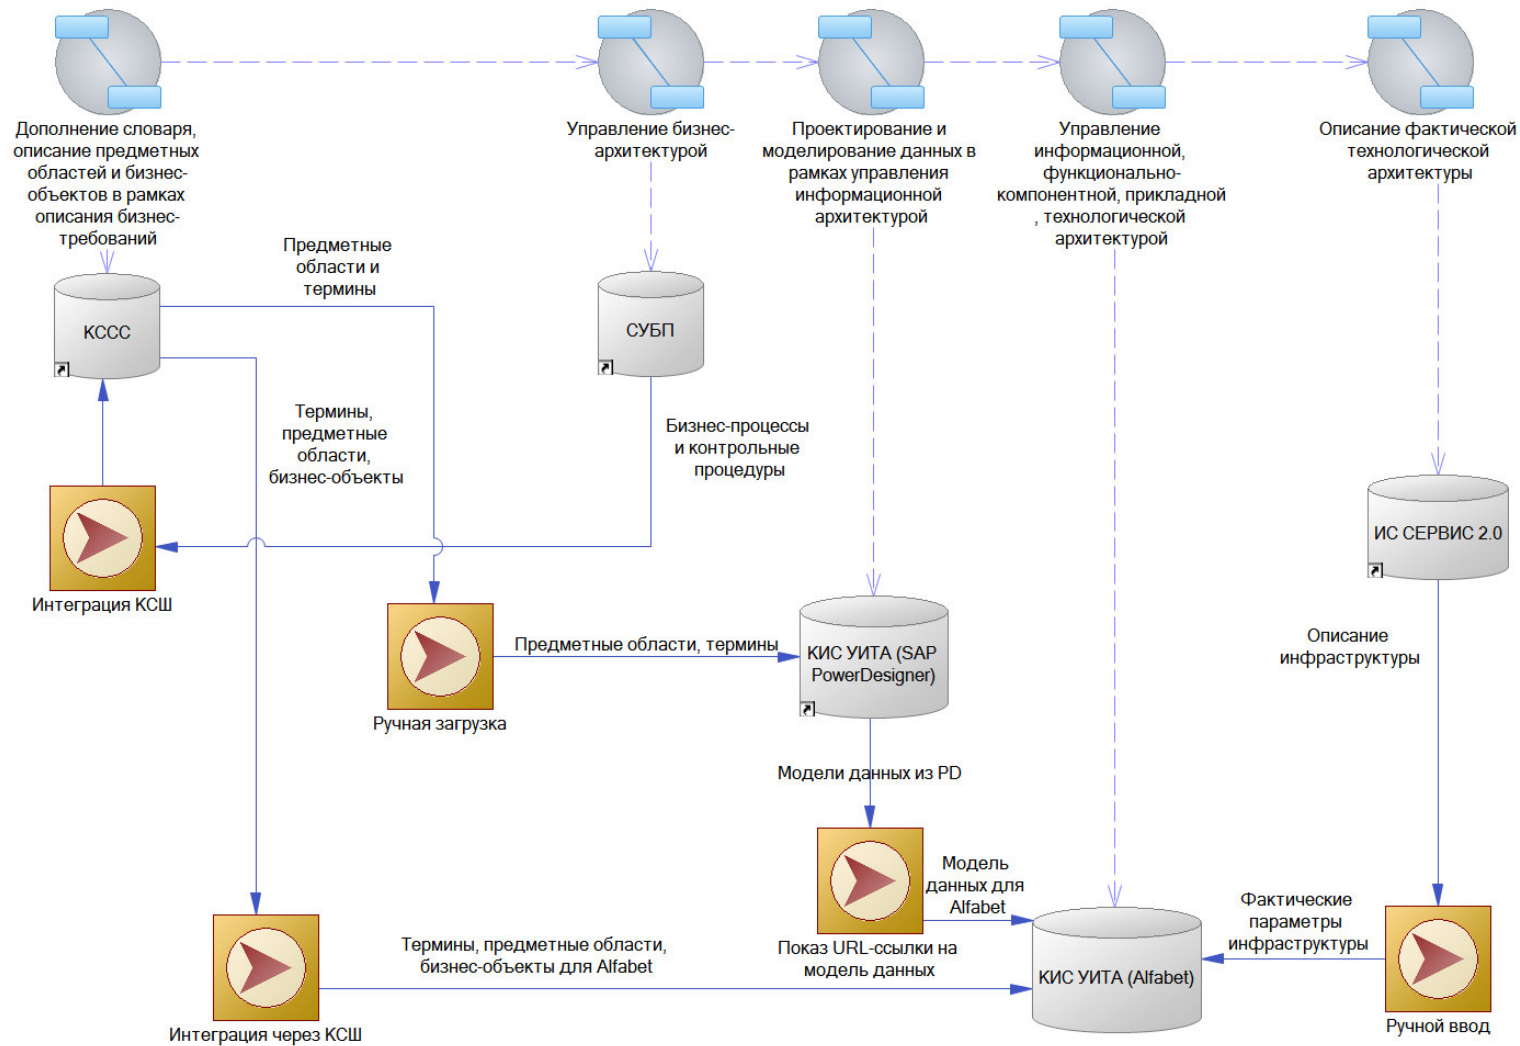 Дополнение словаря,
описание предметных
областей и бизнес-
объектов в рамках
описания бизнес-
требований
Управление бизнес-
архитектурой
Проектирование и
моделирование данных в
рамках управления
информационной
архитектурой
Управление
информационной,
функционально-
компонентной, прикладной
, технологической
архитектурой
Описание фактической
технологической
архитектуры
Предметные
области и
термины
КССС
СУБП
Термины,
предметные
области,
бизнес-объекты
Бизнес-процессы
и контрольные
процедуры
ИС СЕРВИС 2.0
Интеграция КСШ
Предметные области, термины
КИС УИТА (SAP
PowerDesigner)
Описание
инфраструктуры
Ручная загрузка
Модели данных из PD
Модель
данных для
Alfabet
Фактические
параметры
инфраструктуры
Термины, предметные области,
бизнес-объекты для Alfabet
Показ URL-ссылки на
модель данных
КИС УИТА (Alfabet)
Интеграция через КСШ
Ручной ввод